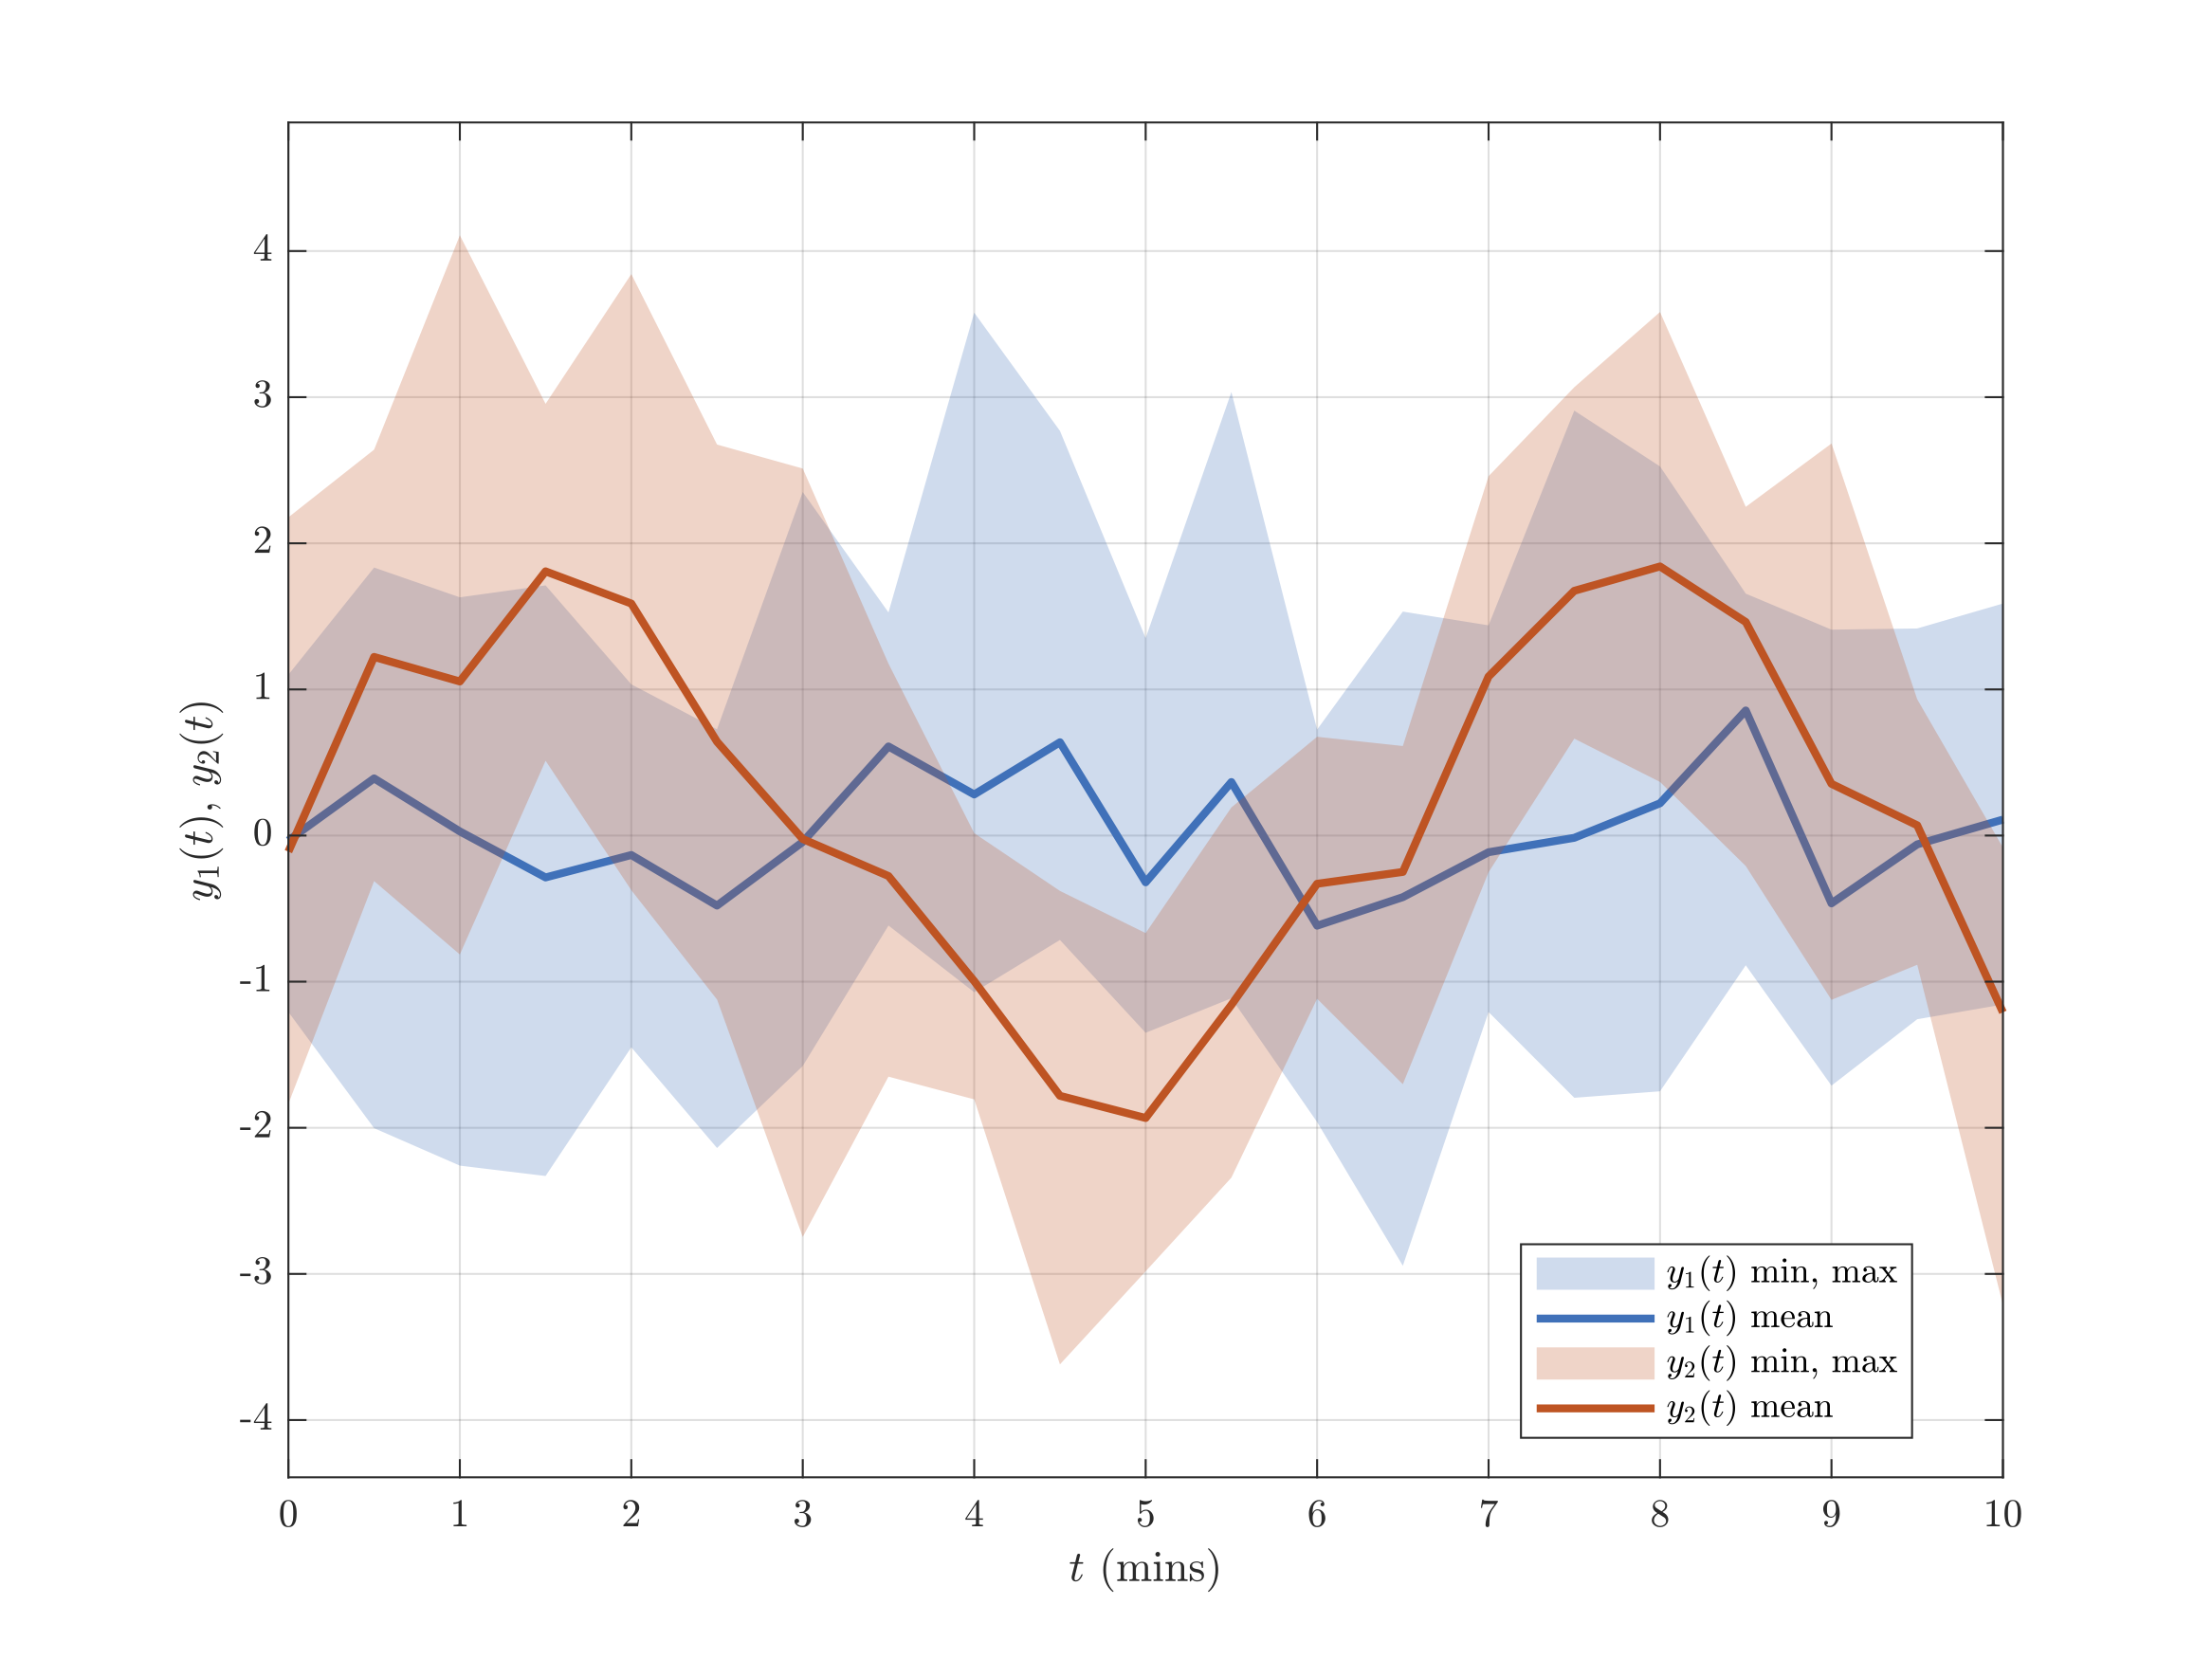 4
3
2
1
0
-1
-2
-3
-4
y₁(t), y₂(t)
y₁(t) min, max
y₁(t) mean
y₂(t) min, max
y₂(t) mean
0 1 2 3 4 5 6 7 8 9 10
t (mins)